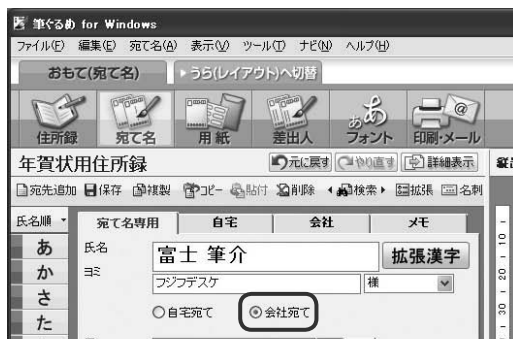 筆ぐるめ for Windows
ファイル(F) 編集(E) 宛て名(A) 表示(V) ツール(T) ナビ(N) ヘルプ(H)
おもて(宛て名) うら(レイアウト)へ切替
住所録 宛て名 用紙 差出人 フォント 印刷・メール
年賀状用住所録 元に戻す やり直す 詳細表示
宛先追加 保存 複製 コピー 貼付 削除 検索 拡張 名刺
氏名順 宛て名専用 自宅 会社 メモ
あ 氏名 富士 筆介 拡張漢字
か ヨミ フジフデスケ 様
さ 自宅宛て 会社宛て
た
10
20
30